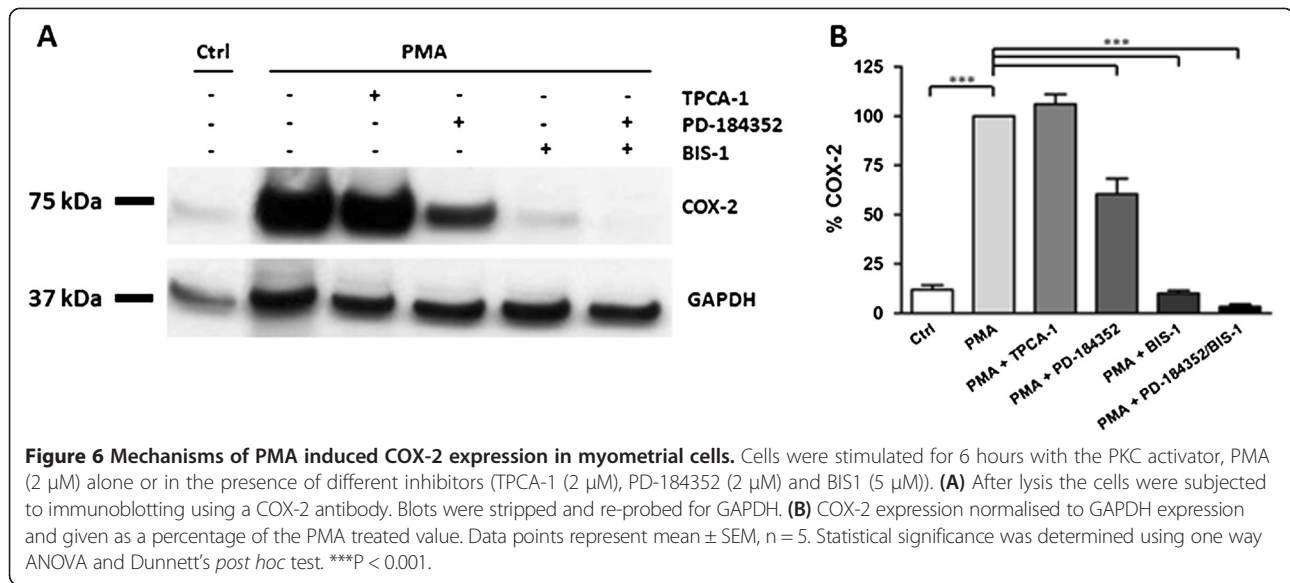 A
Ctrl PMA
- - + - - - TPCA-1
- - - + - + PD-184352
- - - - + + BIS-1
75 kDa COX-2
37 kDa GAPDH
B
***
***
% COX-2
125
100
75
50
25
0
Ctrl
PMA
PMA + TPCA-1
PMA + PD-184352
PMA + BIS-1
PMA + PD-184352/BIS-1
Figure 6 Mechanisms of PMA induced COX-2 expression in myometrial cells. Cells were stimulated for 6 hours with the PKC activator, PMA
(2 μM) alone or in the presence of different inhibitors (TPCA-1 (2 μM), PD-184352 (2 μM) and BIS1 (5 μM)). (A) After lysis the cells were subjected
to immunoblotting using a COX-2 antibody. Blots were stripped and re-probed for GAPDH. (B) COX-2 expression normalised to GAPDH expression
and given as a percentage of the PMA treated value. Data points represent mean ± SEM, n = 5. Statistical significance was determined using one way
ANOVA and Dunnett's post hoc test. ***P < 0.001.